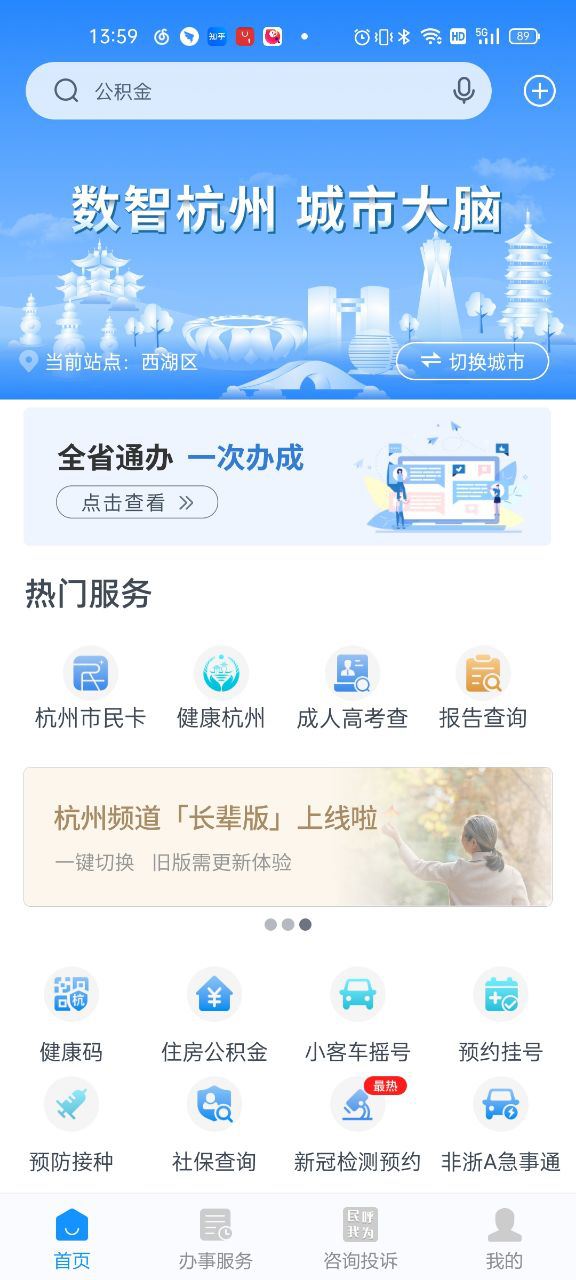 13:59
知乎
HD
5G
89
公积金
数智杭州 城市大脑
当前站点：西湖区
切换城市
全省通办 一次办成
点击查看
热门服务
杭州市民卡
健康杭州
成人高考查
报告查询
杭州频道「长辈版」上线啦
一键切换 旧版需更新体验
杭
健康码
住房公积金
小客车摇号
预约挂号
最热
预防接种
社保查询
新冠检测预约
非浙A急事通
民呼
我为
首页
办事服务
咨询投诉
我的